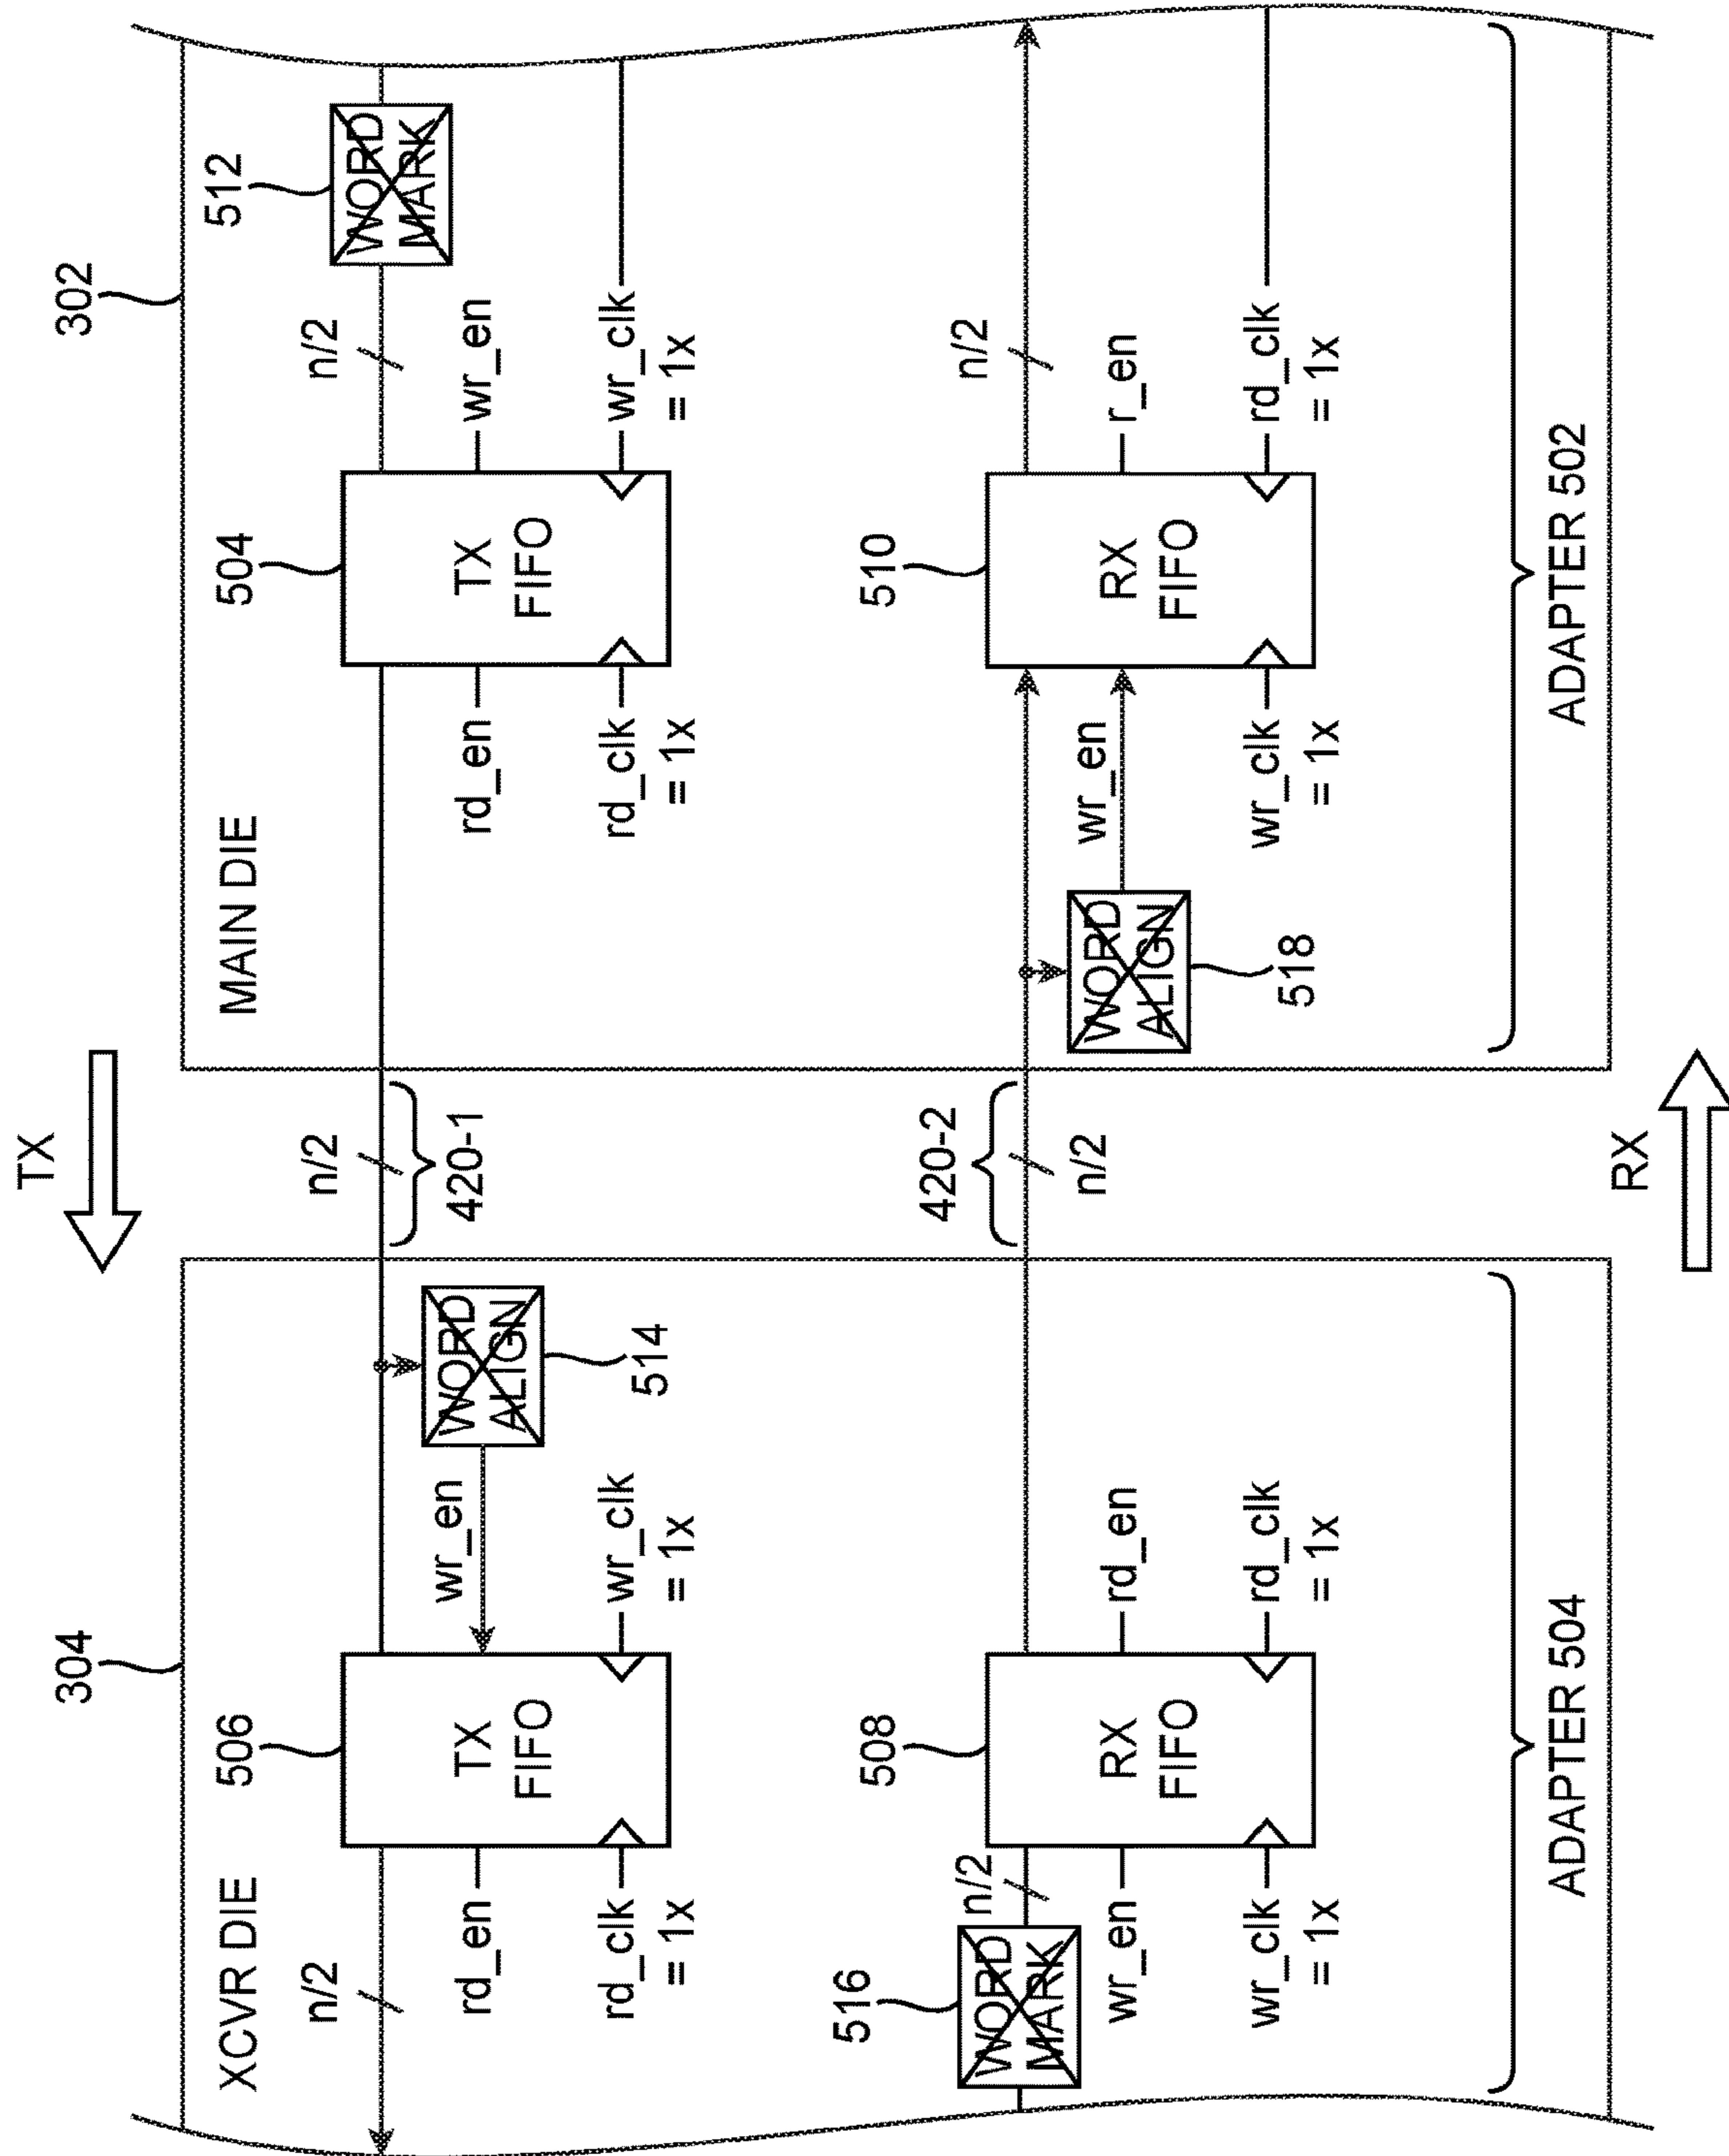 TX
304
302
XCVR DIE
MAIN DIE
506
514
504
512
n/2
n/2
n/2
TX
FIFO
WORD
ALIGN
TX
FIFO
WORD
MARK
rd_en
wr_en
rd_en
wr_en
rd_clk
= 1x
wr_clk
= 1x
rd_clk
= 1x
wr_clk
= 1x
420-1
420-2
516
508
518
510
WORD
MARK
n/2
n/2
n/2
RX
FIFO
WORD
ALIGN
RX
FIFO
wr_en
rd_en
wr_en
r_en
wr_clk
= 1x
rd_clk
= 1x
wr_clk
= 1x
rd_clk
= 1x
ADAPTER 504
ADAPTER 502
RX